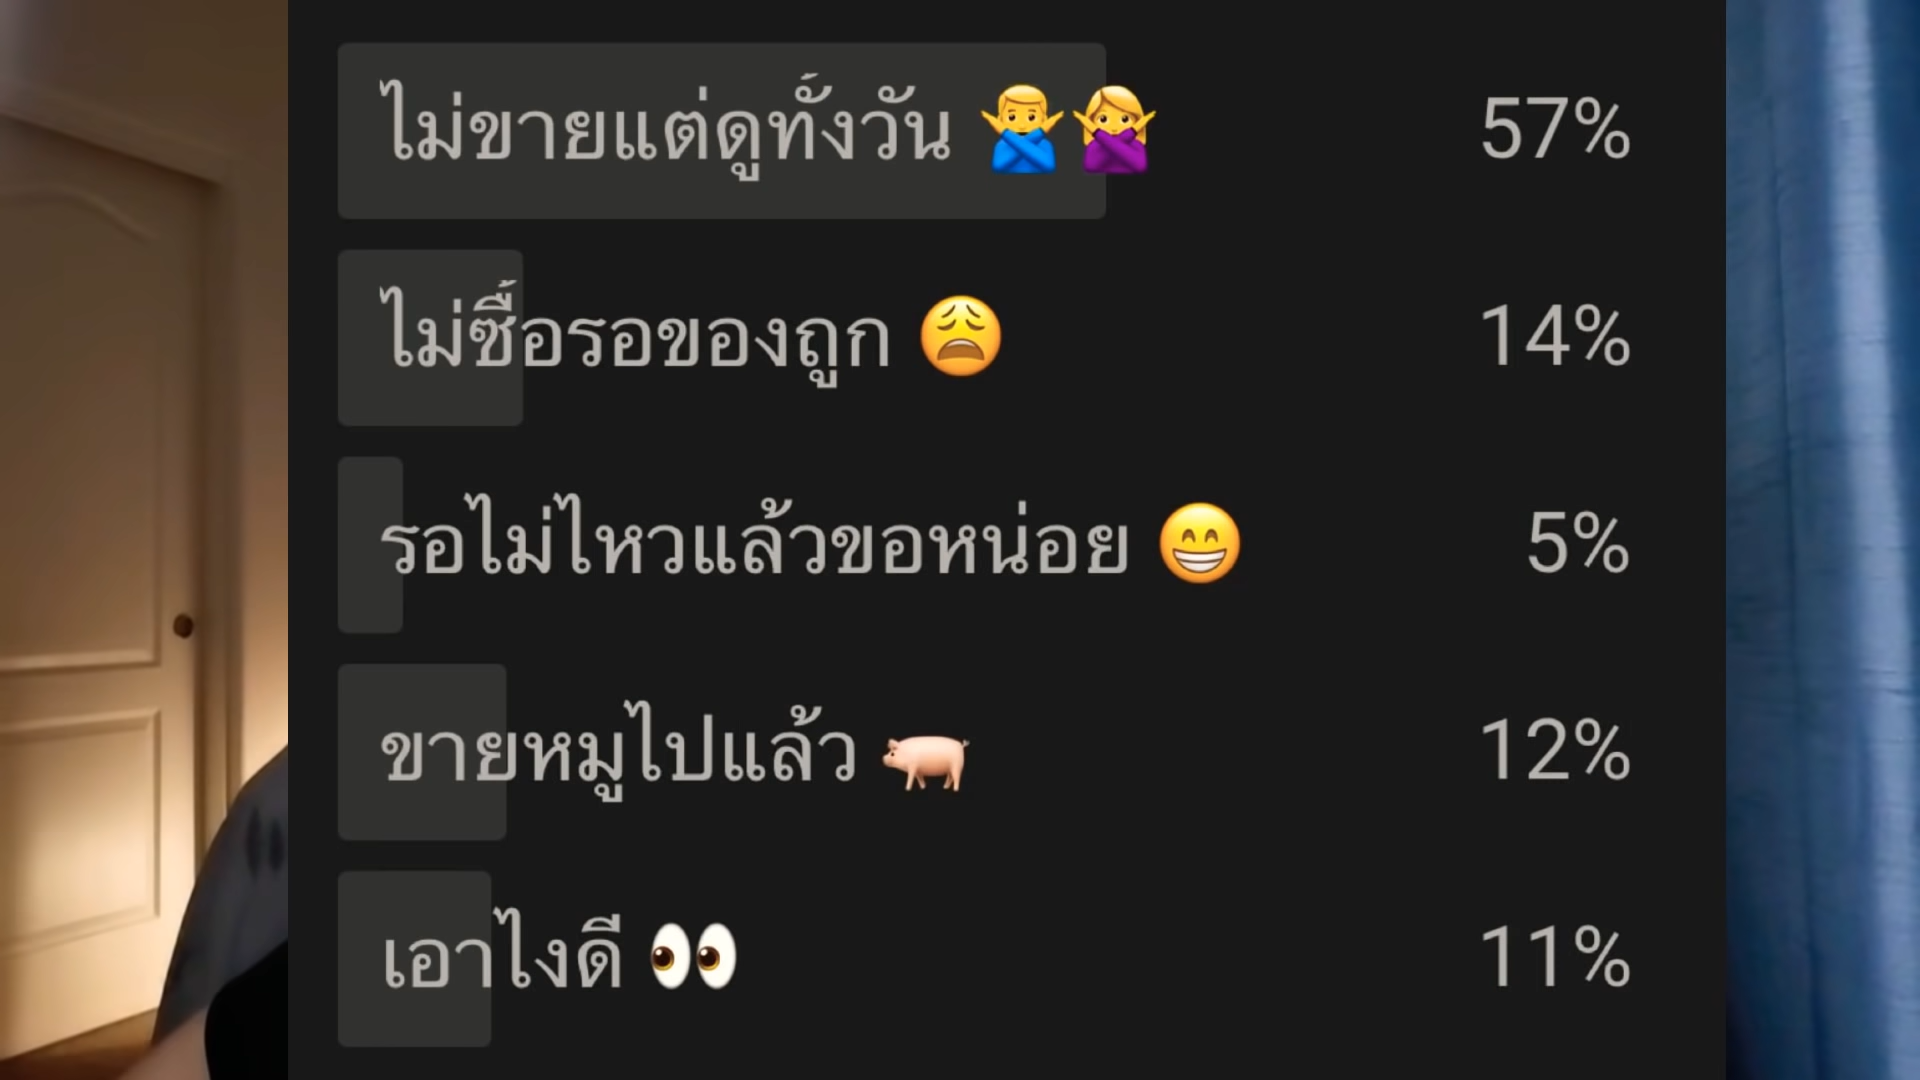 ไม่ขายแต่ดูทั้งวัน 🙅‍♂️🙅‍♀️ 57%
ไม่ซื้อรอของถูก 😩 14%
รอไม่ไหวแล้วขอหน่อย 😁 5%
ขายหมูไปแล้ว 🐖 12%
เอาไงดี 👀 11%